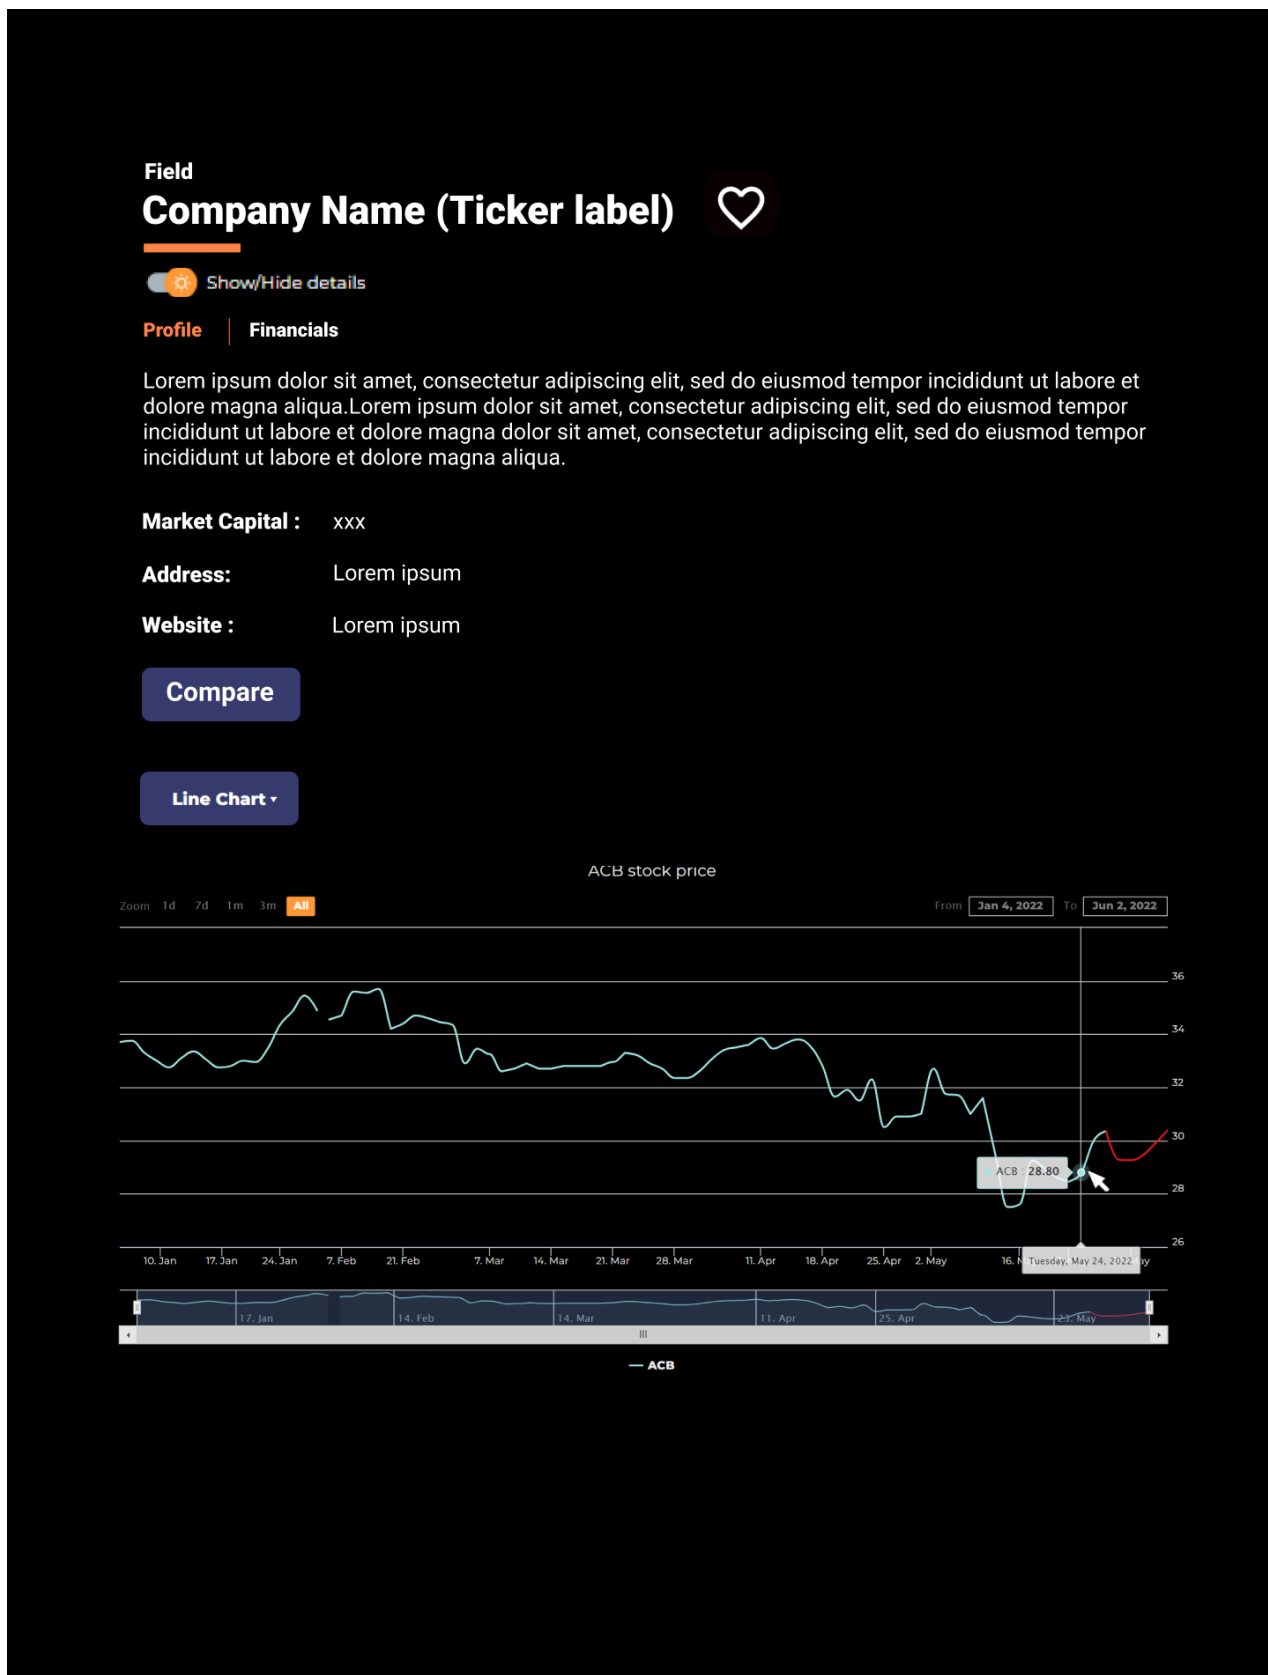 Field
Company Name (Ticker label)
Show/Hide details
Profile | Financials
Lorem ipsum dolor sit amet, consectetur adipiscing elit, sed do eiusmod tempor incididunt ut labore et
dolore magna aliqua.Lorem ipsum dolor sit amet, consectetur adipiscing elit, sed do eiusmod tempor
incididunt ut labore et dolore magna dolor sit amet, consectetur adipiscing elit, sed do eiusmod tempor
incididunt ut labore et dolore magna aliqua.
Market Capital : xxx
Address: Lorem ipsum
Website : Lorem ipsum
Compare
Line Chart
ACB stock price
Zoom 1d 7d 1m 3m All From Jan 4, 2022 To Jun 2, 2022
36
34
32
30
ACB : 28.80
28
26
10. Jan 17. Jan 24. Jan 7. Feb 21. Feb 7. Mar 14. Mar 21. Mar 28. Mar 11. Apr 18. Apr 25. Apr 2. May 16. Tuesday, May 24, 2022
17. Jan 14. Feb 14. Mar 11. Apr 25. Apr 23. May
ACB